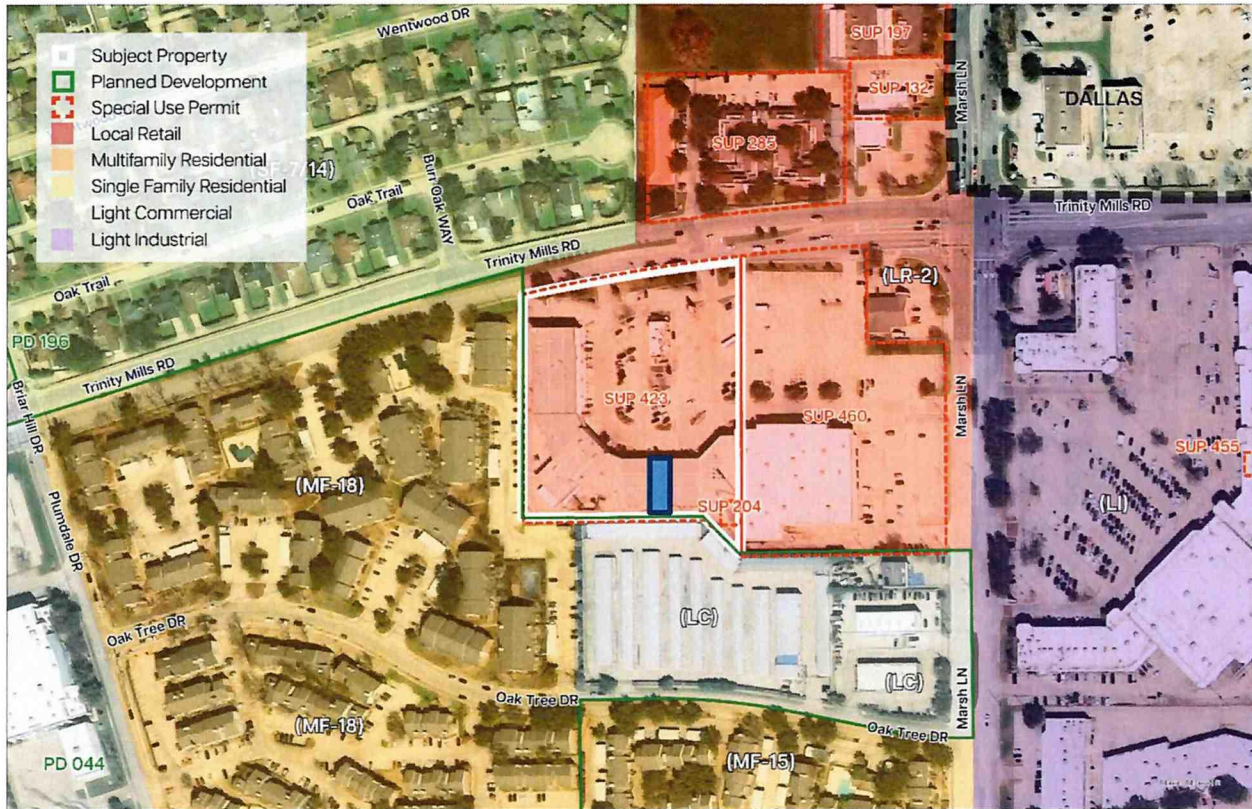 Wentwood DR
Subject Property
Planned Development
Special Use Permit
Local Retail
Multifamily Residential
Single Family Residential
Light Commercial
Light Industrial
(SF-7/14)
SUP 197
SUP 132
Marsh LN
DALLAS
SUP 285
Burr Oak WAY
Oak Trail
Trinity Mills RD
Trinity Mills RD
Oak Trail
(LR-2)
PD 196
Trinity Mills RD
Briar Hill DR
SUP 423
SUP 460
Marsh LN
SUP 455
(MF-18)
(LI)
SUP 204
Plumdale DR
(LC)
Oak Tree DR
(LC)
Marsh LN
Oak Tree DR
(MF-18)
Oak Tree DR
PD 044
(MF-15)